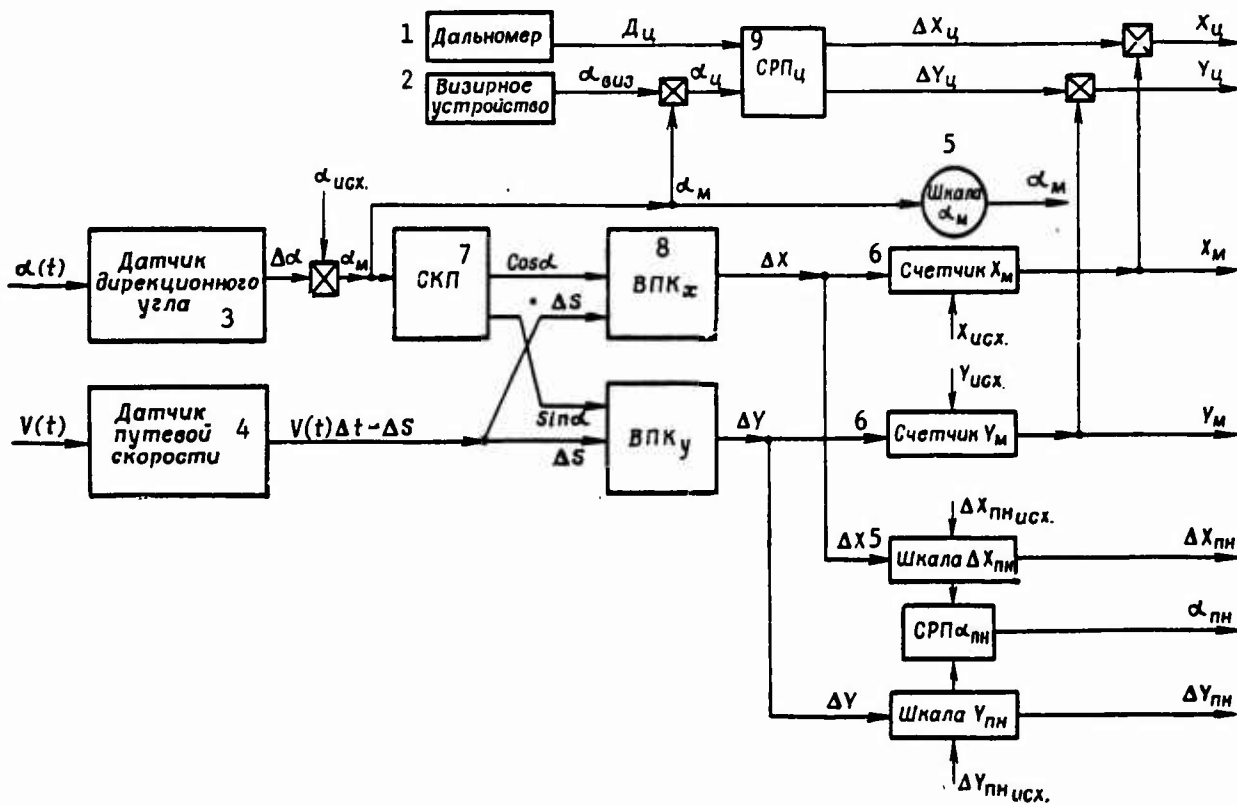 1 Дальномер Дц 9 СРПц ΔXц Xц
2 Визирное устройство αвиз αц ΔYц Yц
αисх. αм 5 Шкала αм αм
α(t) Датчик дирекционного угла 3 Δα αм 7 СКП Cosα 8 ВПКx ΔX 6 Счетчик Xм Xм
ΔS Xисх.
Yисх.
V(t) Датчик путевой скорости 4 V(t)Δt-ΔS Sinα ΔS ВПКy ΔY 6 Счетчик Yм Yм
ΔXпн исх.
ΔX 5 Шкала ΔXпн ΔXпн
СРПαпн αпн
ΔY Шкала Yпн ΔYпн
ΔYпн исх.